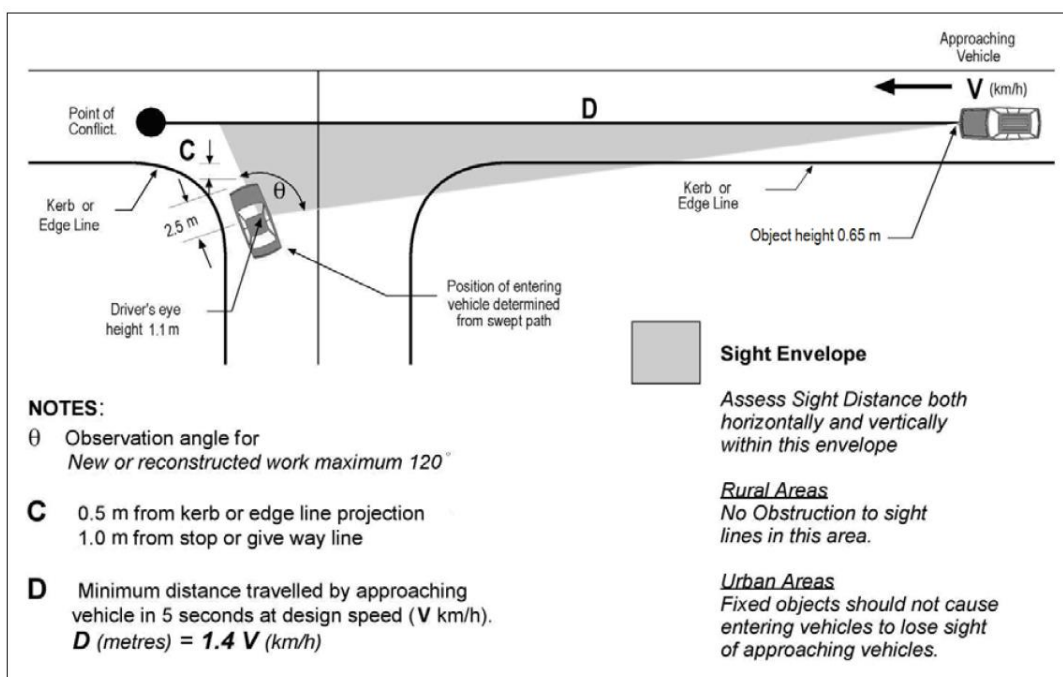 Approaching
Vehicle
V (km/h)
D
Point of
Conflict.
C
θ
Kerb or
Edge Line
2.5 m
Kerb or
Edge Line
Object height 0.65 m
Driver's eye
height 1.1 m
Position of entering
vehicle determined
from swept path
Sight Envelope
Assess Sight Distance both
horizontally and vertically
within this envelope
Rural Areas
No Obstruction to sight
lines in this area.
Urban Areas
Fixed objects should not cause
entering vehicles to lose sight
of approaching vehicles.
NOTES:
θ Observation angle for
New or reconstructed work maximum 120°
C 0.5 m from kerb or edge line projection
1.0 m from stop or give way line
D Minimum distance travelled by approaching
vehicle in 5 seconds at design speed (V km/h).
D (metres) = 1.4 V (km/h)